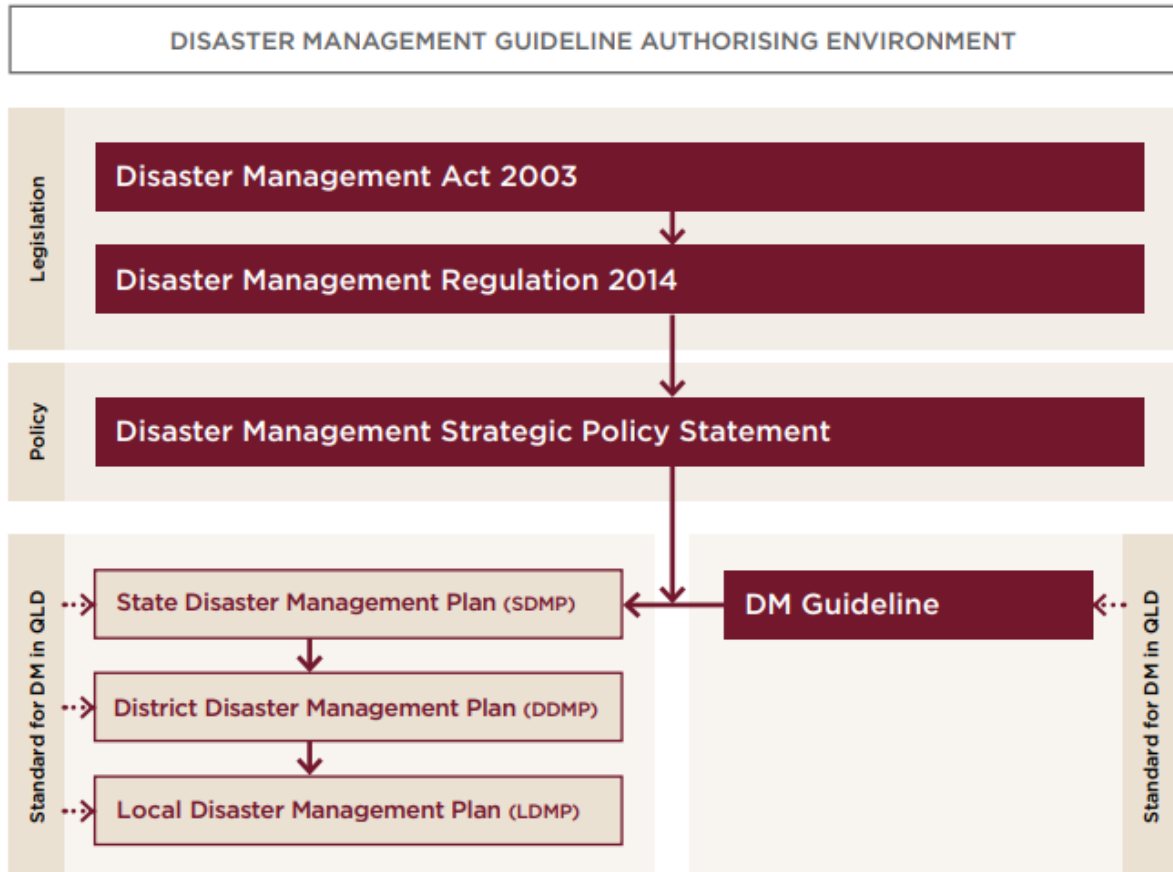 DISASTER MANAGEMENT GUIDELINE AUTHORISING ENVIRONMENT
Legislation
Disaster Management Act 2003
Disaster Management Regulation 2014
Policy
Disaster Management Strategic Policy Statement
Standard for DM in QLD
State Disaster Management Plan (SDMP)
District Disaster Management Plan (DDMP)
Local Disaster Management Plan (LDMP)
DM Guideline
Standard for DM in QLD